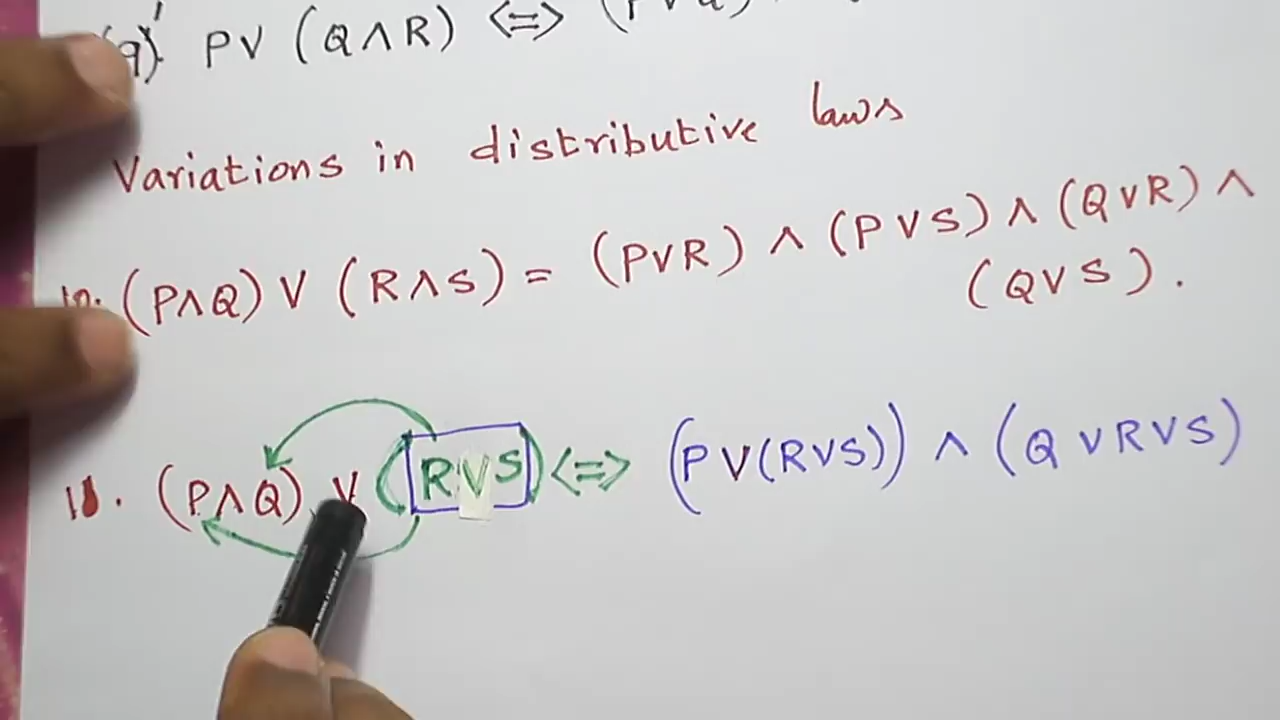 (9)' P∨ (Q∧R) <=> (P∨Q)
Variations in distributive laws
10. (P∧Q) ∨ (R∧S) = (P∨R) ∧ (P∨S) ∧ (Q∨R) ∧
(Q∨S).
11. (P∧Q) ∨ (R∨S) <=> (P∨(R∨S)) ∧ (Q∨R∨S)